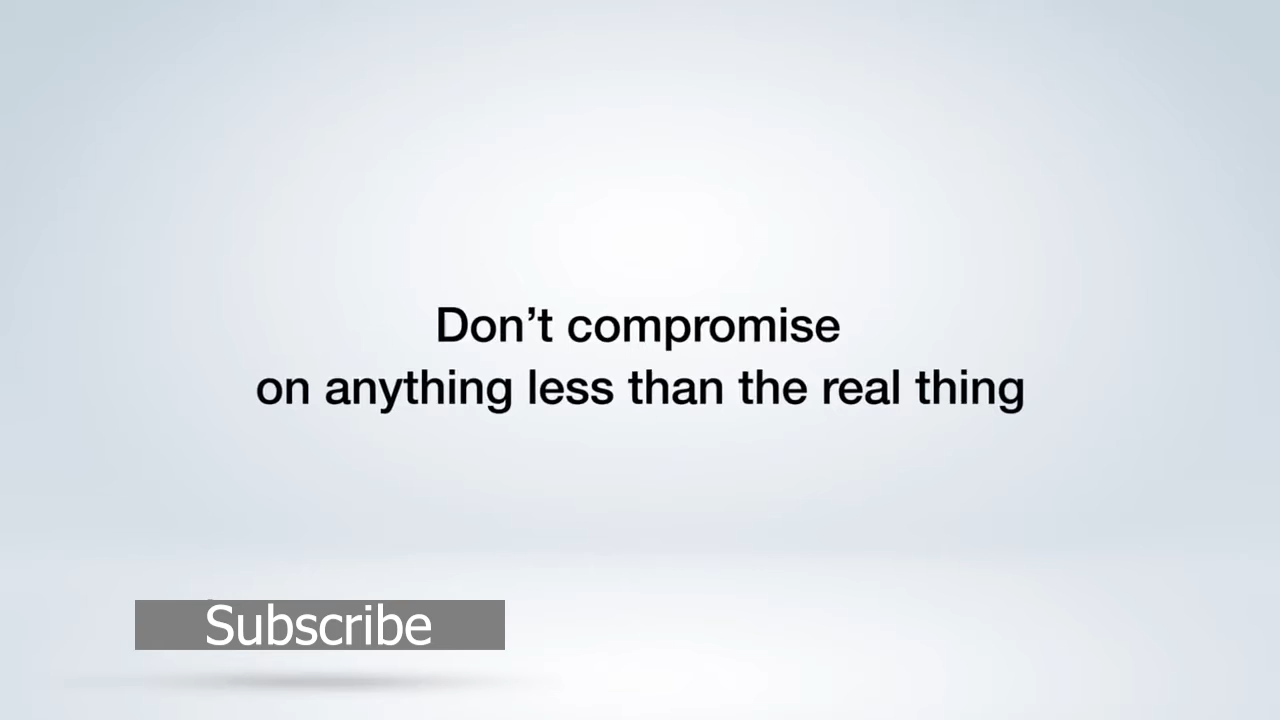 Don’t compromise
on anything less than the real thing
Subscribe